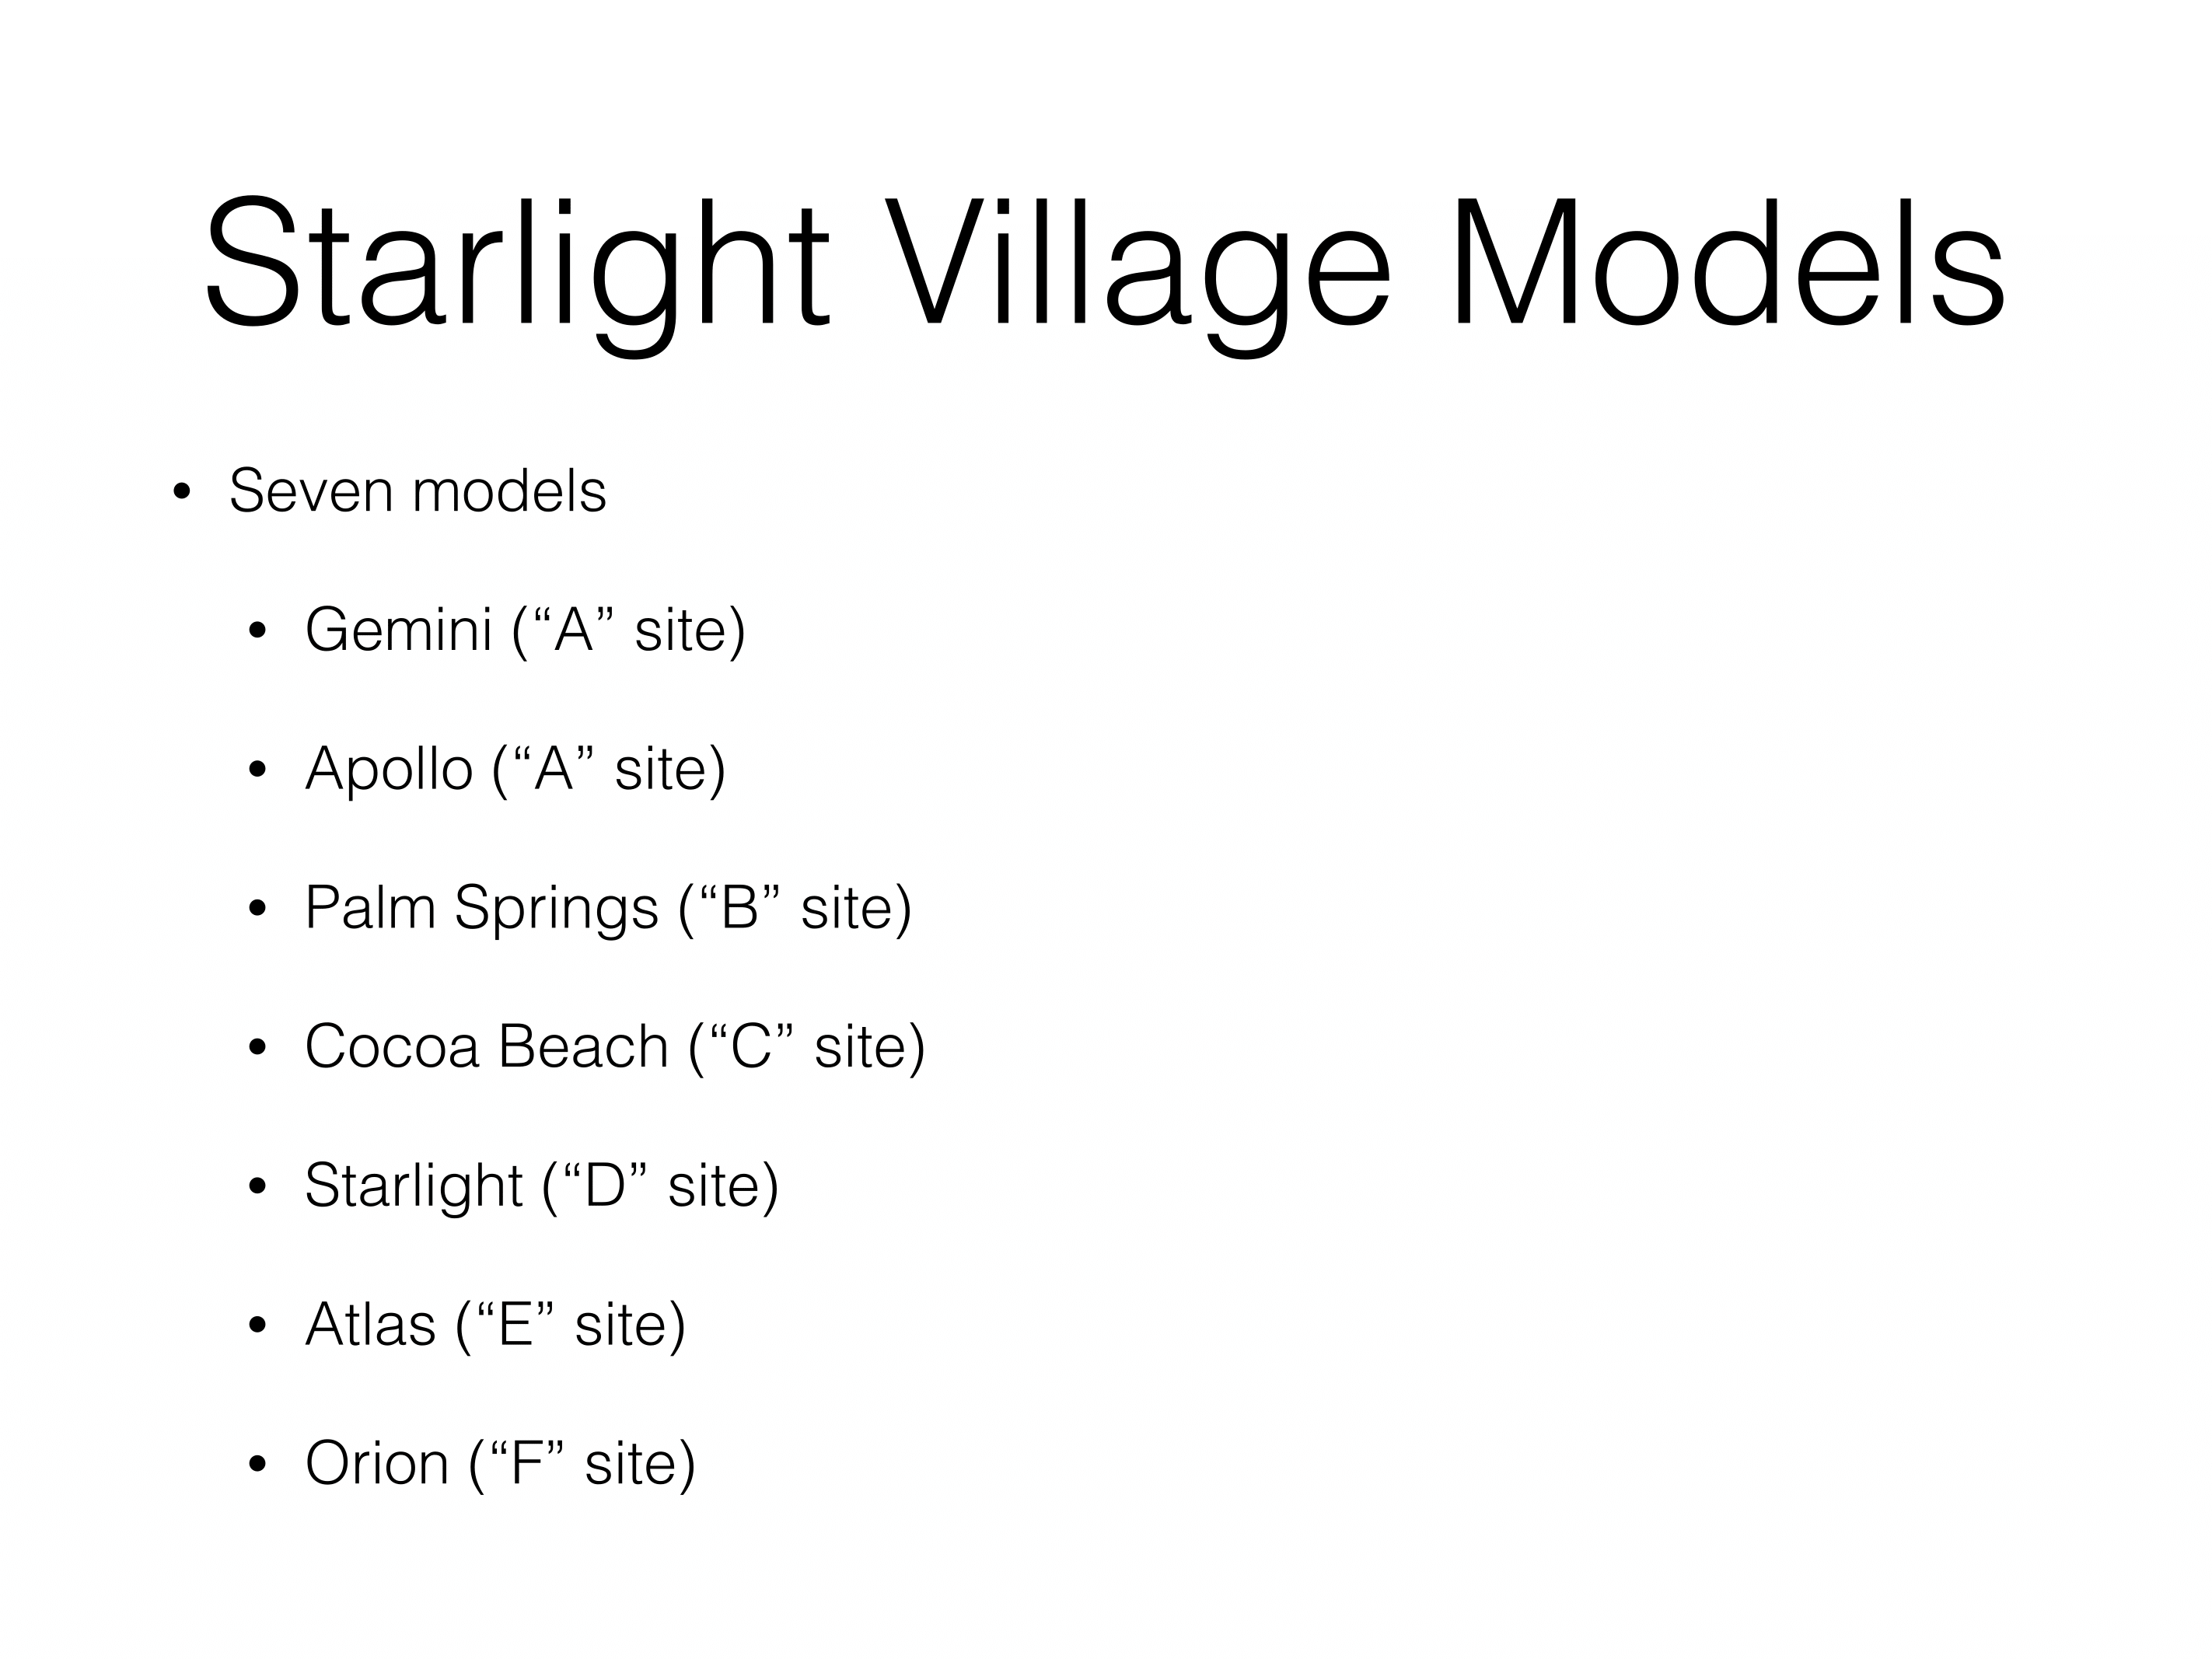 Starlight Village Models
• Seven models
• Gemini (“A” site)
• Apollo (“A” site)
• Palm Springs (“B” site)
• Cocoa Beach (“C” site)
• Starlight (“D” site)
• Atlas (“E” site)
• Orion (“F” site)